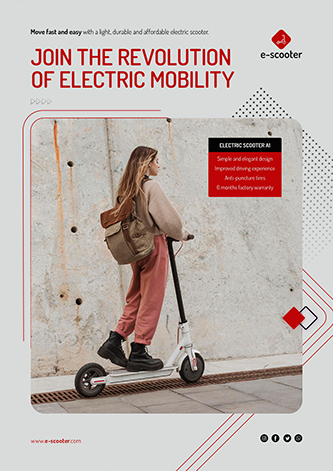 Move fast and easy with a light, durable and affordable electric scooter.
e-scooter
JOIN THE REVOLUTION
OF ELECTRIC MOBILITY
ELECTRIC SCOOTER A1
Simple and elegant design
Improved driving experience
Anti-puncture tires
6 months factory warranty
www.e-scooter.com